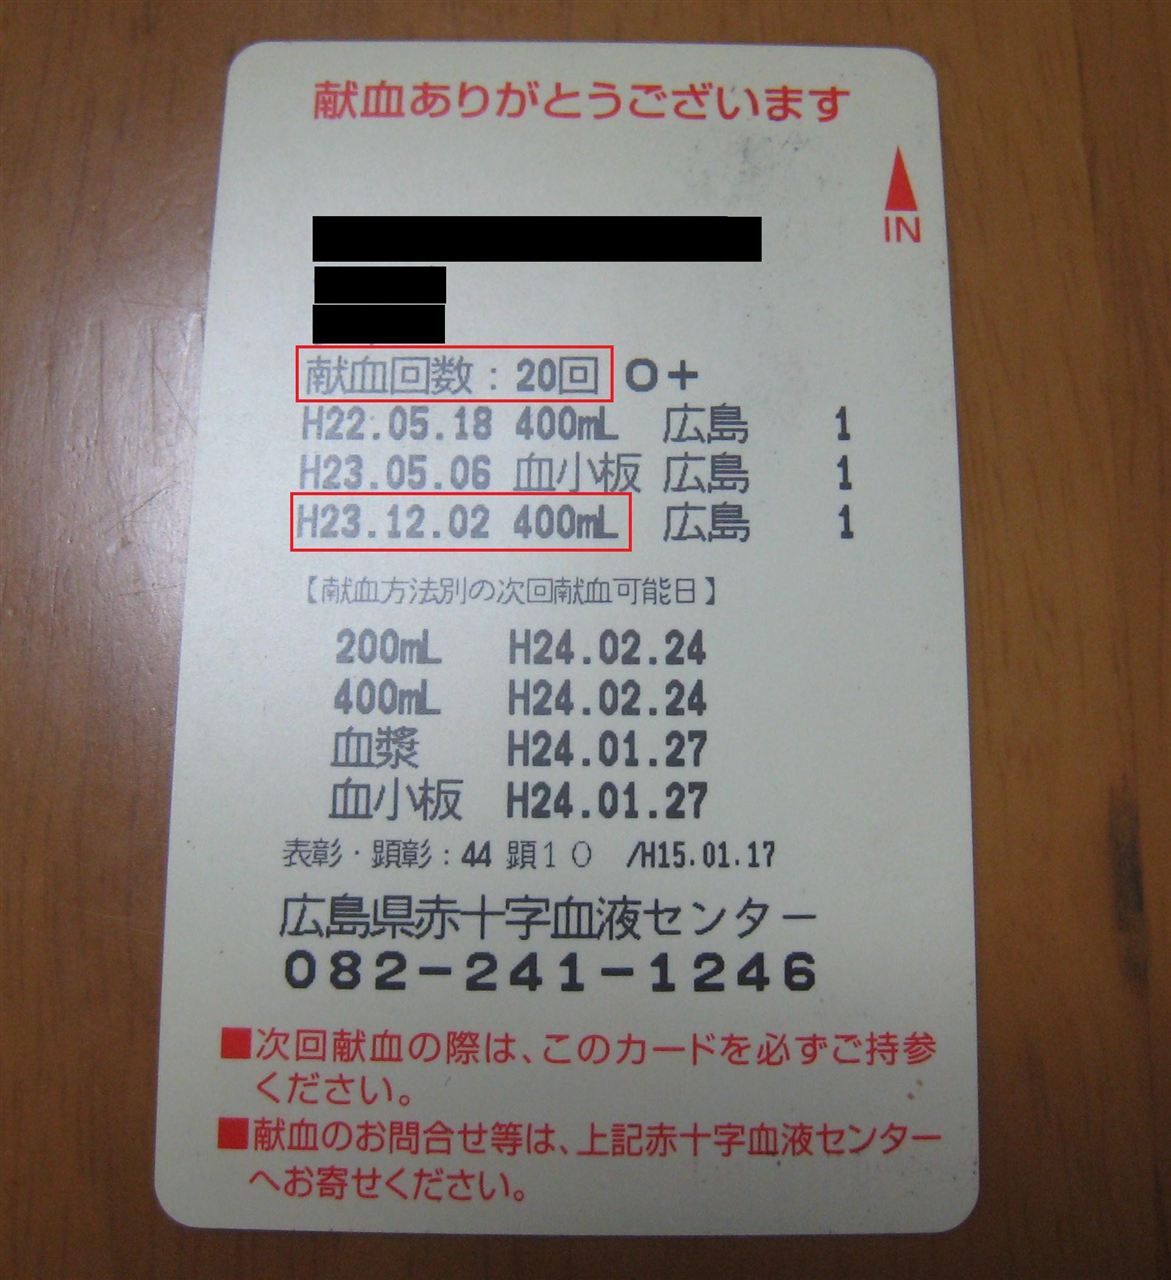 献血ありがとうございます
IN
献血回数：20回 O+
H22.05.18 400mL 広島 1
H23.05.06 血小板 広島 1
H23.12.02 400mL 広島 1
【献血方法別の次回献血可能日】
200mL H24.02.24
400mL H24.02.24
血漿 H24.01.27
血小板 H24.01.27
表彰・顕彰：44 顕10 /H15.01.17
広島県赤十字血液センター
082-241-1246
■次回献血の際は、このカードを必ずご持参
ください。
■献血のお問合せ等は、上記赤十字血液センター
へお寄せください。